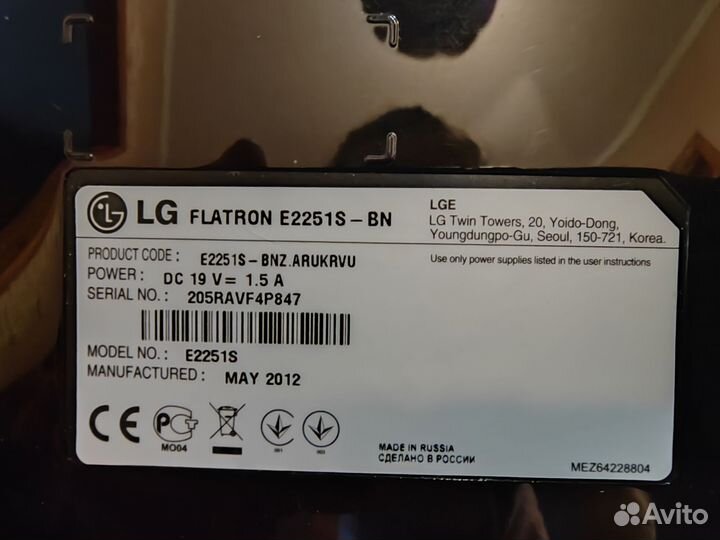 LG FLATRON E2251S-BN
LGE
LG Twin Towers, 20, Yoido-Dong,
Youngdungpo-Gu, Seoul, 150-721, Korea.
PRODUCT CODE: E2251S-BNZ.ARUKRVU
Use only power supplies listed in the user instructions
POWER: DC 19 V⎓ 1.5 A
SERIAL NO.: 205RAVF4P847
MODEL NO.: E2251S
MANUFACTURED: MAY 2012
CE
РСТ
MO04
MADE IN RUSSIA
СДЕЛАНО В РОССИИ
MEZ64228804
Avito